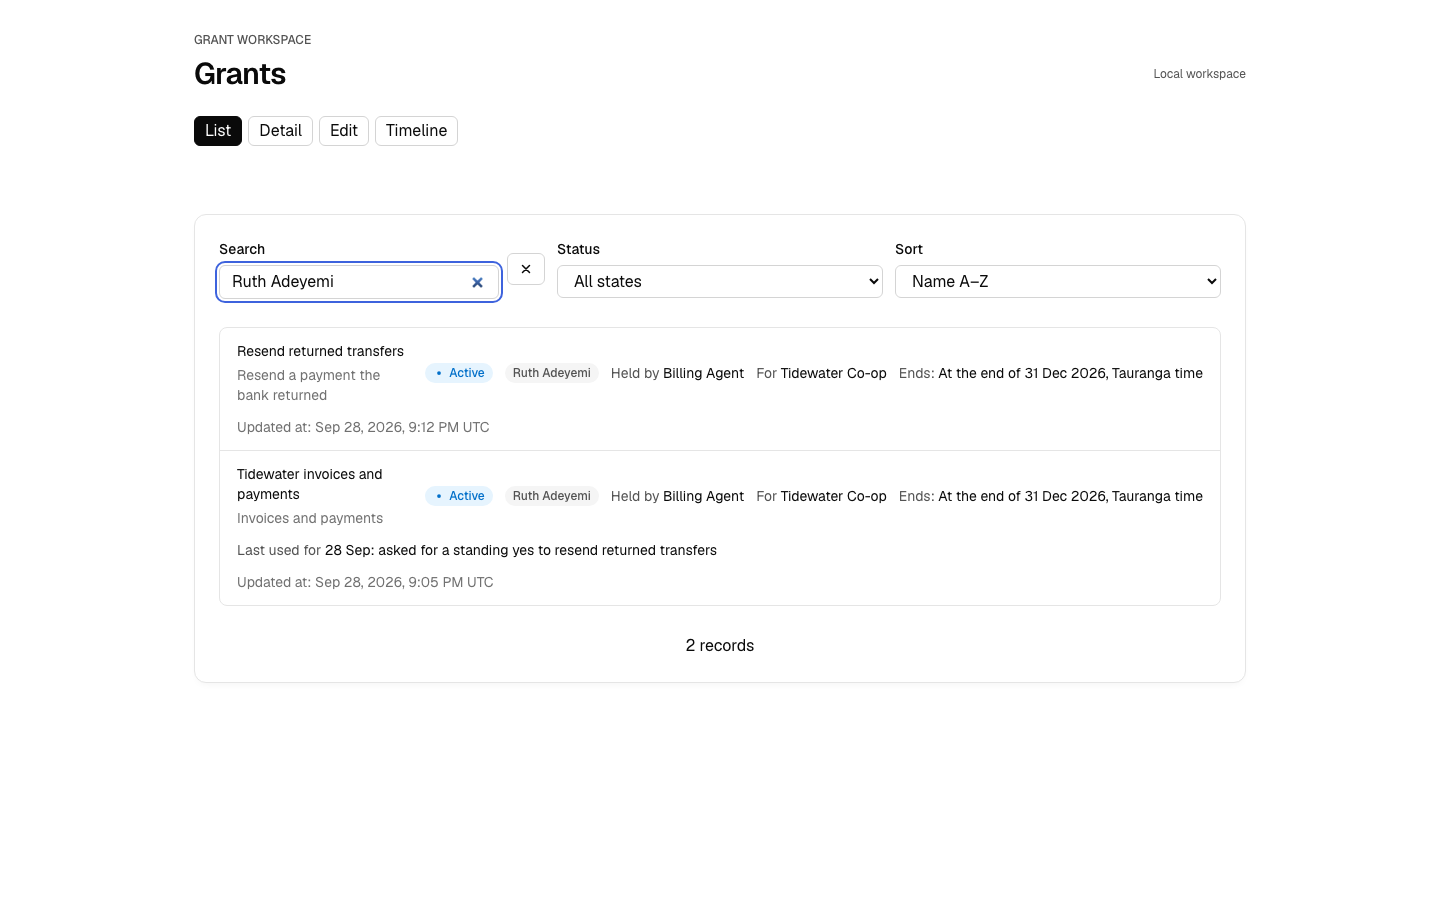 GRANT WORKSPACE
Grants
Local workspace
List Detail Edit Timeline
Search Status Sort
Ruth Adeyemi All states Name A–Z
Resend returned transfers
Resend a payment the
bank returned
• Active Ruth Adeyemi Held by Billing Agent For Tidewater Co-op Ends: At the end of 31 Dec 2026, Tauranga time
Updated at: Sep 28, 2026, 9:12 PM UTC
Tidewater invoices and
payments
Invoices and payments
• Active Ruth Adeyemi Held by Billing Agent For Tidewater Co-op Ends: At the end of 31 Dec 2026, Tauranga time
Last used for 28 Sep: asked for a standing yes to resend returned transfers
Updated at: Sep 28, 2026, 9:05 PM UTC
2 records